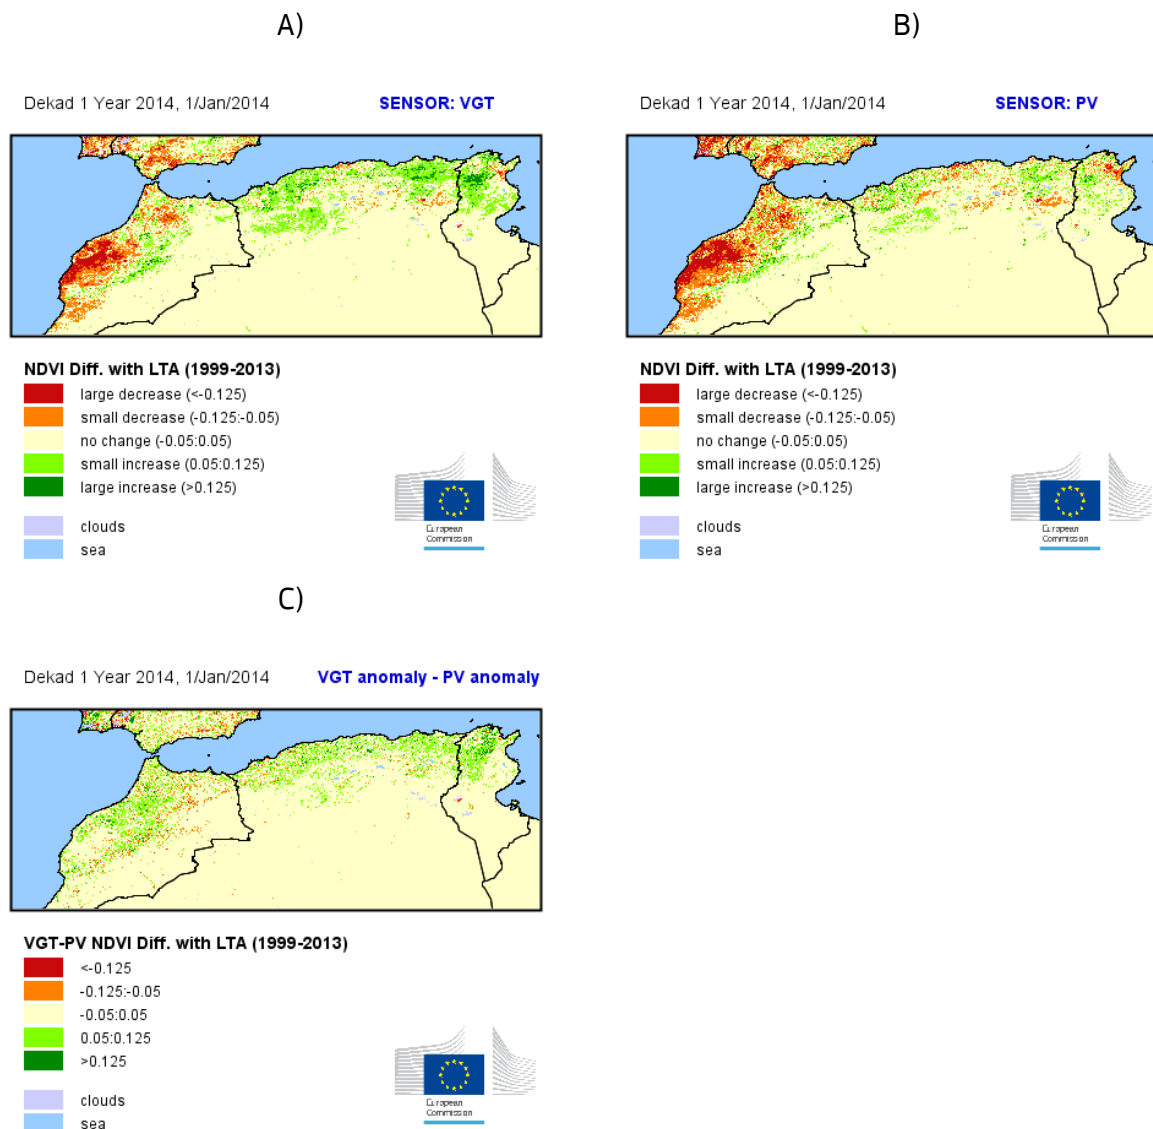 A)
B)
Dekad 1 Year 2014, 1/Jan/2014
SENSOR: VGT
Dekad 1 Year 2014, 1/Jan/2014
SENSOR: PV
NDVI Diff. with LTA (1999-2013)
large decrease (<-0.125)
small decrease (-0.125:-0.05)
no change (-0.05:0.05)
small increase (0.05:0.125)
large increase (>0.125)
clouds
sea
European
Commission
NDVI Diff. with LTA (1999-2013)
large decrease (<-0.125)
small decrease (-0.125:-0.05)
no change (-0.05:0.05)
small increase (0.05:0.125)
large increase (>0.125)
clouds
sea
European
Commission
C)
Dekad 1 Year 2014, 1/Jan/2014
VGT anomaly - PV anomaly
VGT-PV NDVI Diff. with LTA (1999-2013)
<-0.125
-0.125:-0.05
-0.05:0.05
0.05:0.125
>0.125
clouds
sea
European
Commission